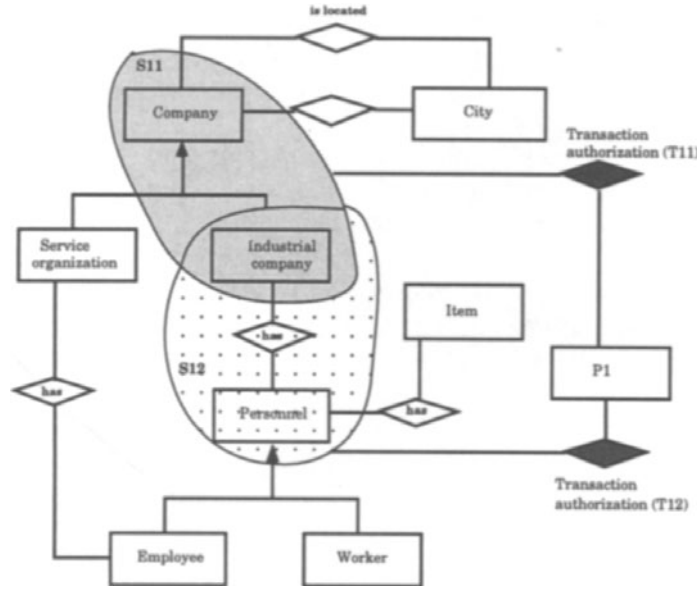 is located
S11
Company
City
Transaction
authorization (T11)
Service
organization
Industrial
company
Item
has
S12
P1
has
Personnel
has
Transaction
authorization (T12)
Employee
Worker